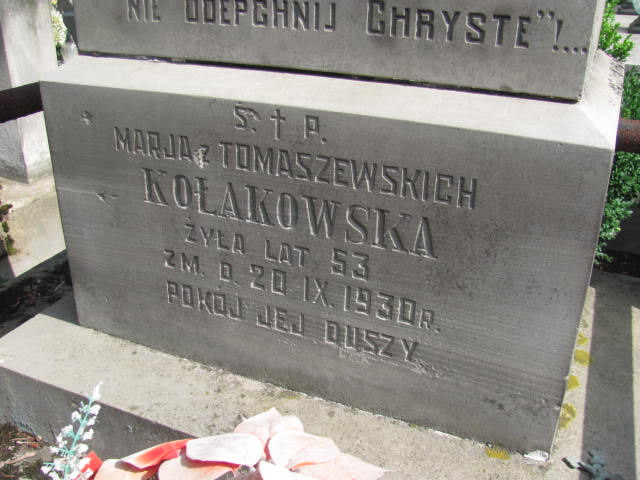 NIE ODEPCHNIJ CHRYSTE"!...
Ś. † P.
MARJA z TOMASZEWSKICH
KOŁAKOWSKA
ŻYŁA LAT 53
ZM. D. 20 IX. 1930 R.
POKÓJ JEJ DUSZY